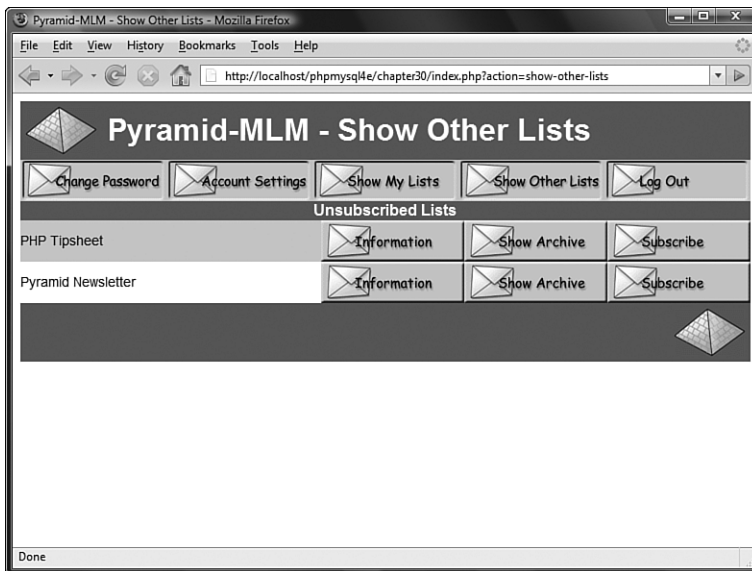 Pyramid-MLM - Show Other Lists - Mozilla Firefox
File Edit View History Bookmarks Tools Help
http://localhost/phpmysql4e/chapter30/index.php?action=show-other-lists
Pyramid-MLM - Show Other Lists
Change Password Account Settings Show My Lists Show Other Lists Log Out
Unsubscribed Lists
PHP Tipsheet Information Show Archive Subscribe
Pyramid Newsletter Information Show Archive Subscribe
Done